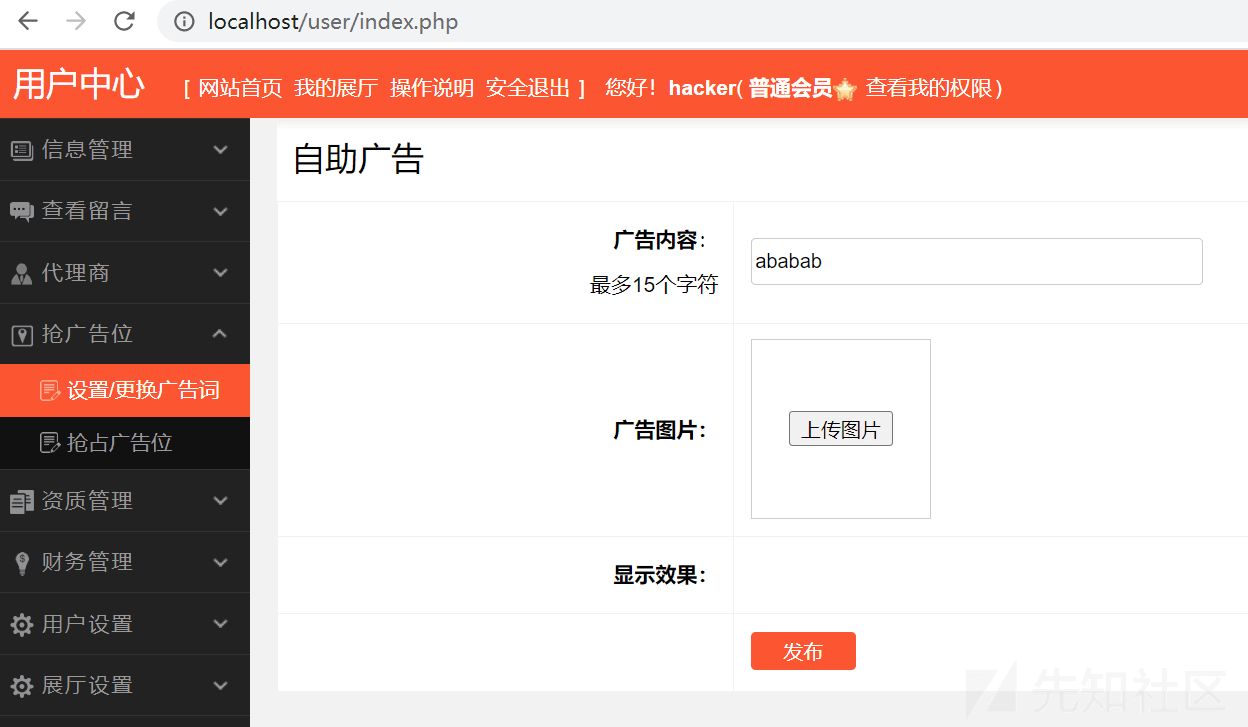 localhost/user/index.php
用户中心 [ 网站首页 我的展厅 操作说明 安全退出 ] 您好！hacker( 普通会员 查看我的权限)
信息管理
查看留言
代理商
抢广告位
设置/更换广告词
抢占广告位
资质管理
财务管理
用户设置
展厅设置
自助广告
广告内容：
最多15个字符
ababab
广告图片：
上传图片
显示效果：
发布
先知社区